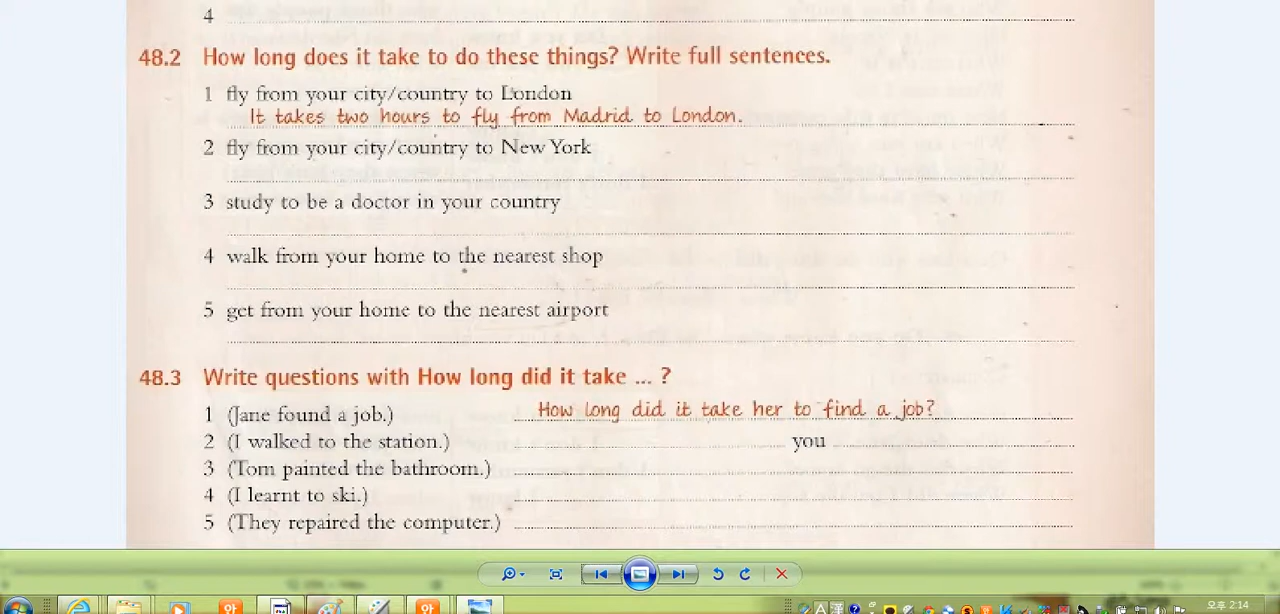 4
48.2 How long does it take to do these things? Write full sentences.
1 fly from your city/country to London
It takes two hours to fly from Madrid to London.
2 fly from your city/country to New York
3 study to be a doctor in your country
4 walk from your home to the nearest shop
5 get from your home to the nearest airport
48.3 Write questions with How long did it take ... ?
1 (Jane found a job.) How long did it take her to find a job?
2 (I walked to the station.) you
3 (Tom painted the bathroom.)
4 (I learnt to ski.)
5 (They repaired the computer.)
오후 2:14